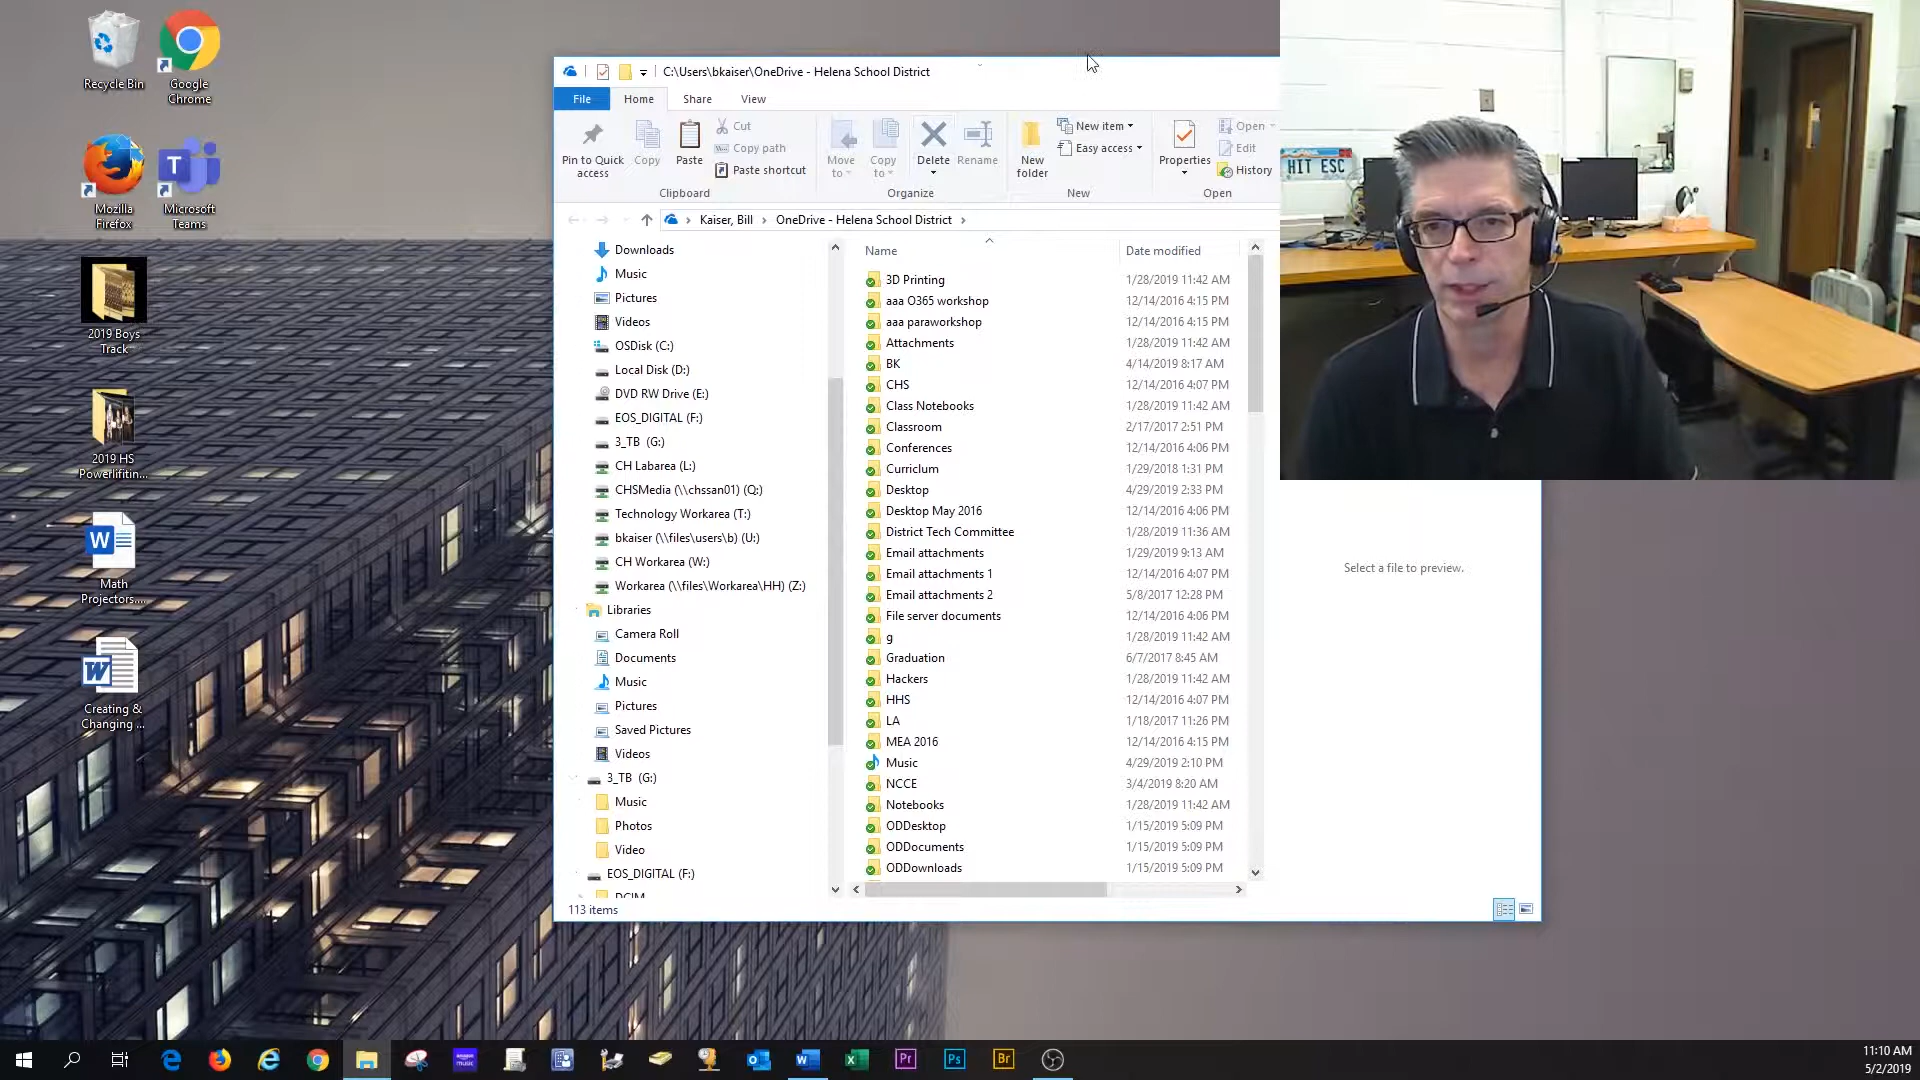 Recycle Bin
Google Chrome
Mozilla Firefox
Microsoft Teams
2019 Boys Track
2019 HS Powerlifitin...
Math Projectors....
Creating & Changing ...
C:\Users\bkaiser\OneDrive - Helena School District
File Home Share View
Pin to Quick access
Copy
Paste
Cut
Copy path
Paste shortcut
Clipboard
Move to
Copy to
Delete
Rename
Organize
New folder
New item
Easy access
New
Properties
Open
Edit
History
Open
Kaiser, Bill > OneDrive - Helena School District >
Downloads
Music
Pictures
Videos
OSDisk (C:)
Local Disk (D:)
DVD RW Drive (E:)
EOS_DIGITAL (F:)
3_TB (G:)
CH Labarea (L:)
CHSMedia (\\chssan01) (Q:)
Technology Workarea (T:)
bkaiser (\\files\users\b) (U:)
CH Workarea (W:)
Workarea (\\files\Workarea\HH) (Z:)
Libraries
Camera Roll
Documents
Music
Pictures
Saved Pictures
Videos
3_TB (G:)
Music
Photos
Video
EOS_DIGITAL (F:)
DCIM
Name Date modified
3D Printing 1/28/2019 11:42 AM
aaa O365 workshop 12/14/2016 4:15 PM
aaa paraworkshop 12/14/2016 4:15 PM
Attachments 1/28/2019 11:42 AM
BK 4/14/2019 8:17 AM
CHS 12/14/2016 4:07 PM
Class Notebooks 1/28/2019 11:42 AM
Classroom 2/17/2017 2:51 PM
Conferences 12/14/2016 4:06 PM
Curriclum 1/29/2018 1:31 PM
Desktop 4/29/2019 2:33 PM
Desktop May 2016 12/14/2016 4:06 PM
District Tech Committee 1/28/2019 11:36 AM
Email attachments 1/29/2019 9:13 AM
Email attachments 1 12/14/2016 4:07 PM
Email attachments 2 5/8/2017 12:28 PM
File server documents 12/14/2016 4:06 PM
g 1/28/2019 11:42 AM
Graduation 6/7/2017 8:45 AM
Hackers 1/28/2019 11:42 AM
HHS 12/14/2016 4:07 PM
LA 1/18/2017 11:26 PM
MEA 2016 12/14/2016 4:15 PM
Music 4/29/2019 2:10 PM
NCCE 3/4/2019 8:20 AM
Notebooks 1/28/2019 11:42 AM
ODDesktop 1/15/2019 5:09 PM
ODDocuments 1/15/2019 5:09 PM
ODDownloads 1/15/2019 5:09 PM
Select a file to preview.
113 items
HIT ESC
Pr Ps Br
11:10 AM
5/2/2019